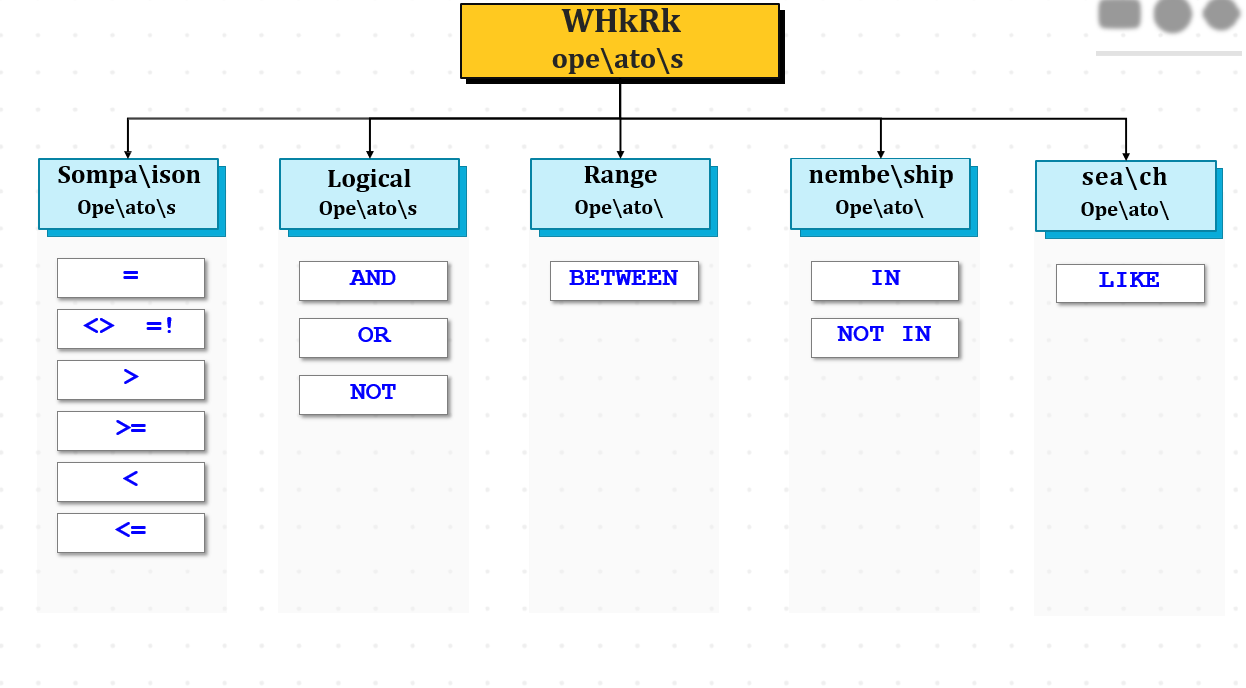 WHkRk
ope\ato\s
Sompa\ison
Ope\ato\s
=
<> =!
>
>=
<
<=
Logical
Ope\ato\s
AND
OR
NOT
Range
Ope\ato\
BETWEEN
nembe\ship
Ope\ato\
IN
NOT IN
sea\ch
Ope\ato\
LIKE